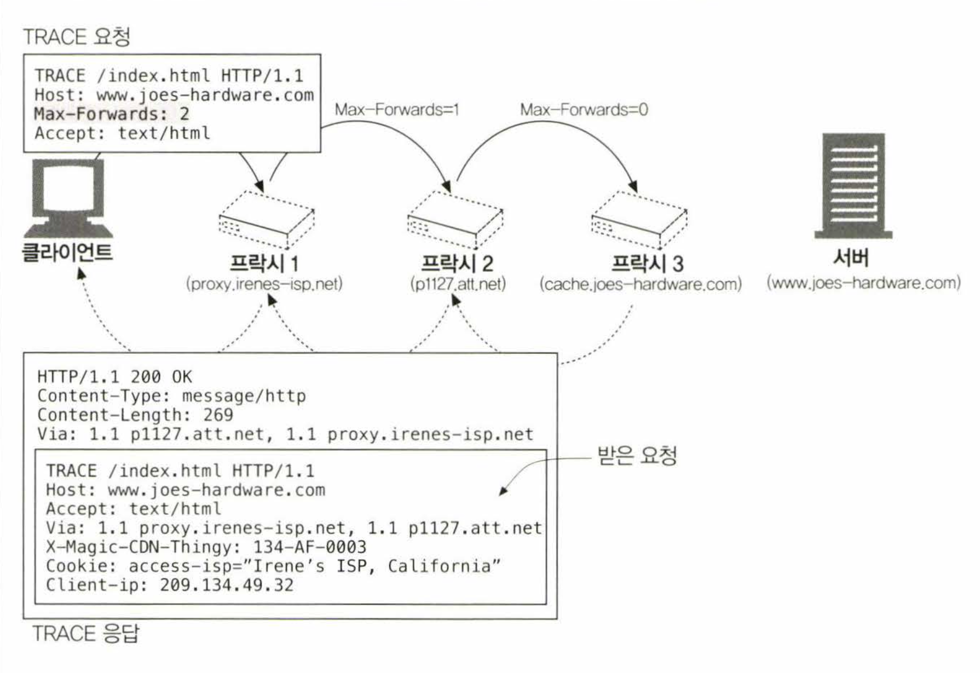 TRACE 요청
TRACE /index.html HTTP/1.1
Host: www.joes-hardware.com
Max-Forwards: 2
Accept: text/html
Max-Forwards=1
Max-Forwards=0
클라이언트
프락시 1
(proxy.irenes-isp.net)
프락시 2
(p1127.att.net)
프락시 3
(cache.joes-hardware.com)
서버
(www.joes-hardware.com)
HTTP/1.1 200 OK
Content-Type: message/http
Content-Length: 269
Via: 1.1 p1127.att.net, 1.1 proxy.irenes-isp.net
받은 요청
TRACE /index.html HTTP/1.1
Host: www.joes-hardware.com
Accept: text/html
Via: 1.1 proxy.irenes-isp.net, 1.1 p1127.att.net
X-Magic-CDN-Thingy: 134-AF-0003
Cookie: access-isp=”Irene's ISP, California”
Client-ip: 209.134.49.32
TRACE 응답